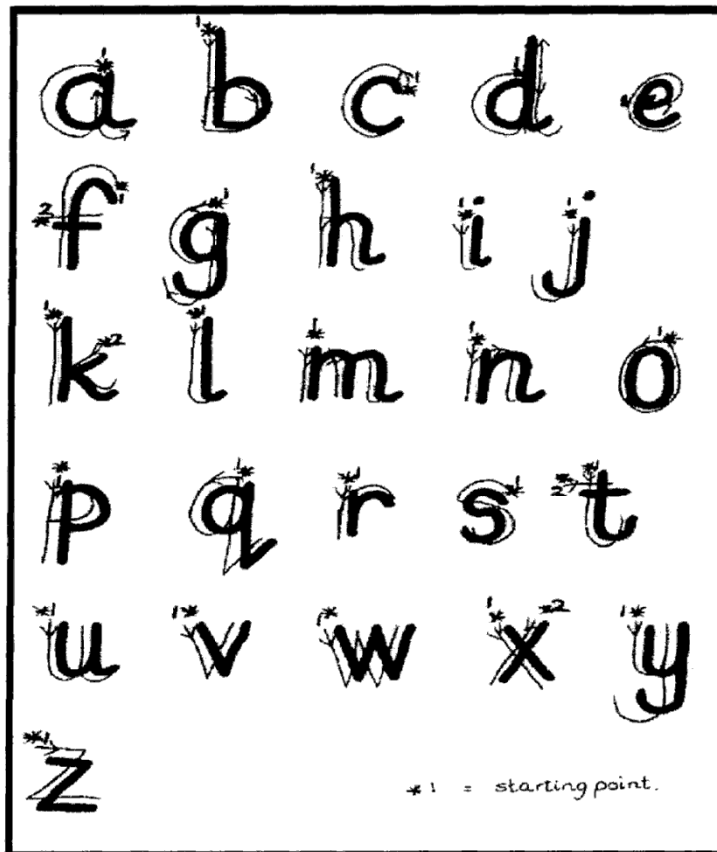 a b c d e
f g h i j
k l m n o
p q r s t
u v w x y
z
*1 = starting point.